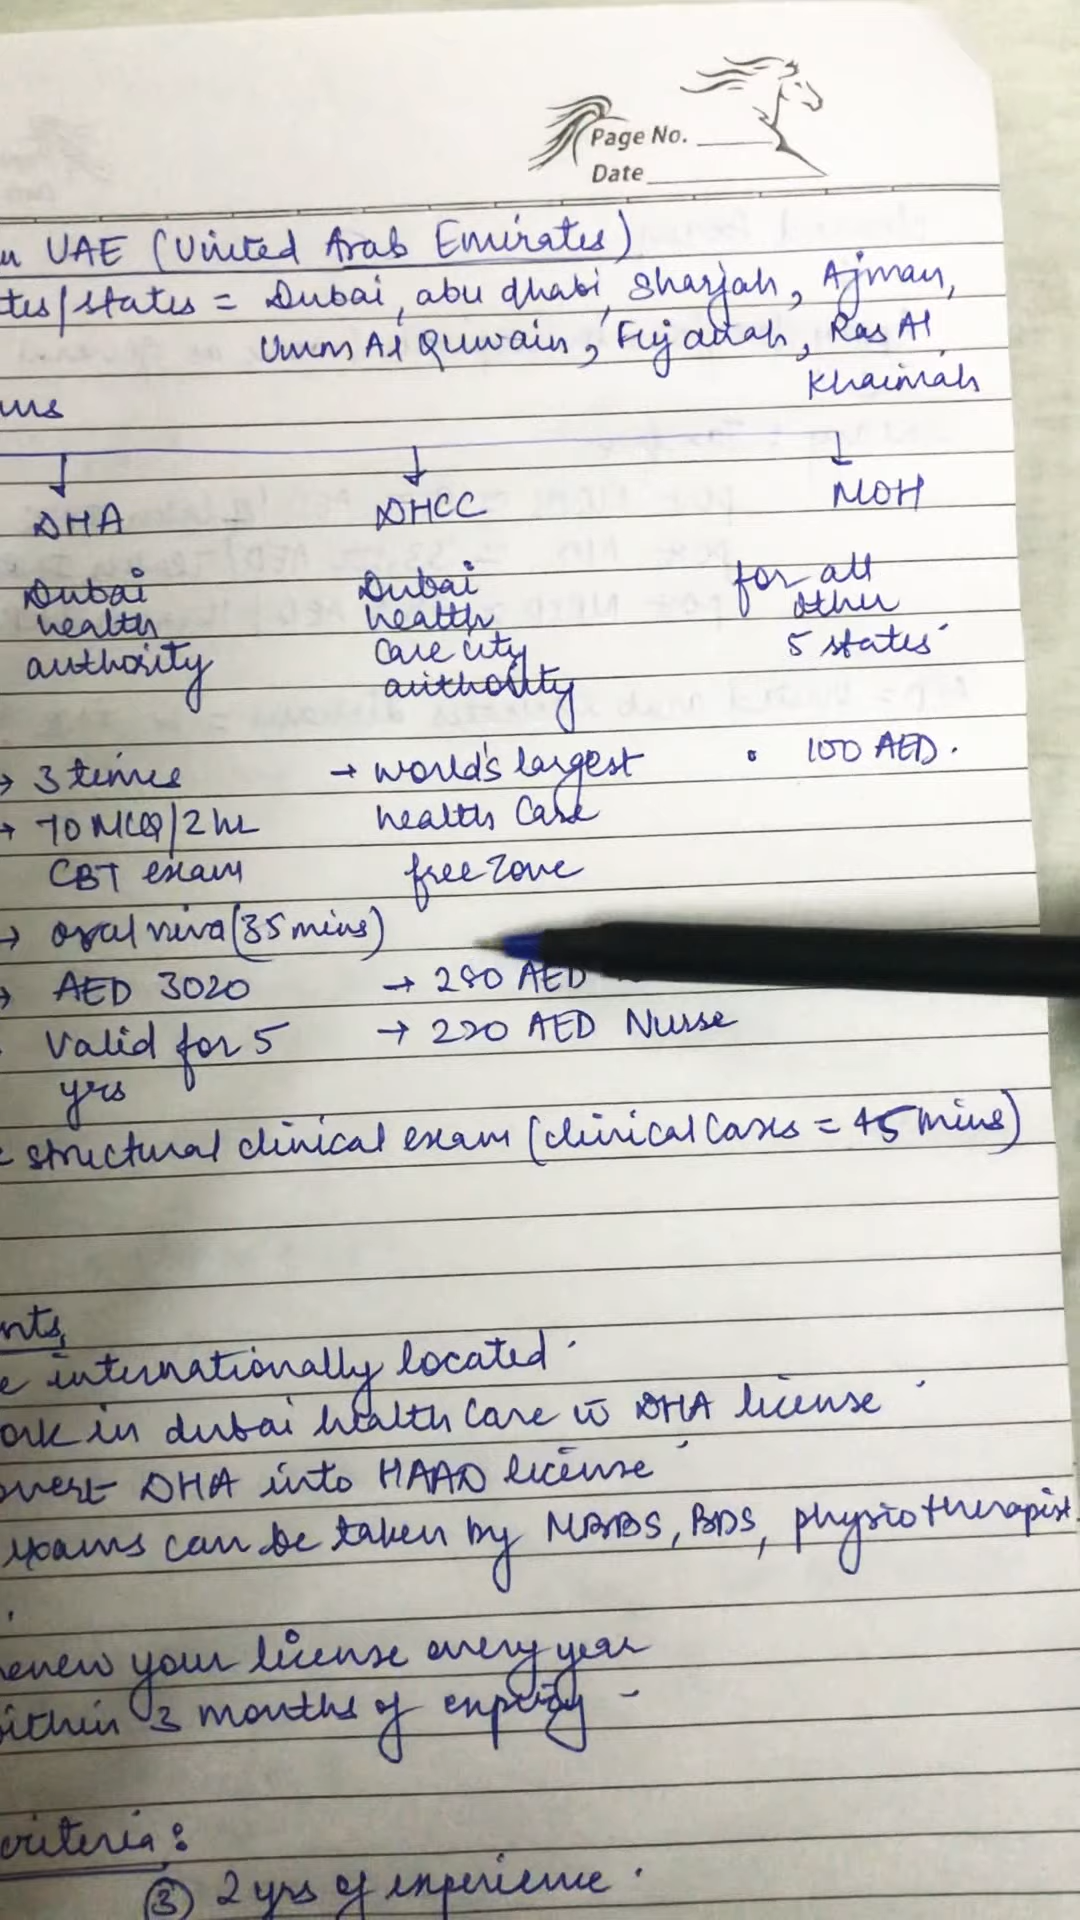 Page No.
Date
UAE (United Arab Emirates)
tes/states = Dubai, abu dhabi, Sharjah, Ajman,
Umm Al Quwain, Fujairah, Ras Al
Khaimah
ms
DHA DHCC MOH
Dubai health authority
Dubai health care city authority
for all other 5 states
→ 3 times
→ 70 MCQ/2 hr
CBT exam
→ oral viva (35 mins)
→ AED 3020
Valid for 5
yrs
→ world's largest
health care
free zone
→ 280 AED
→ 220 AED Nurse
• 100 AED.
structural clinical exam (clinical cases = 45 mins)
nts,
e internationally located
ork in dubai health care w DHA license
nvert DHA into HAAD license
exams can be taken by MBBS, BDS, physiotherapist.
renew your license every year
within 3 months of expiry -
criteria:
③ 2 yrs of experience.